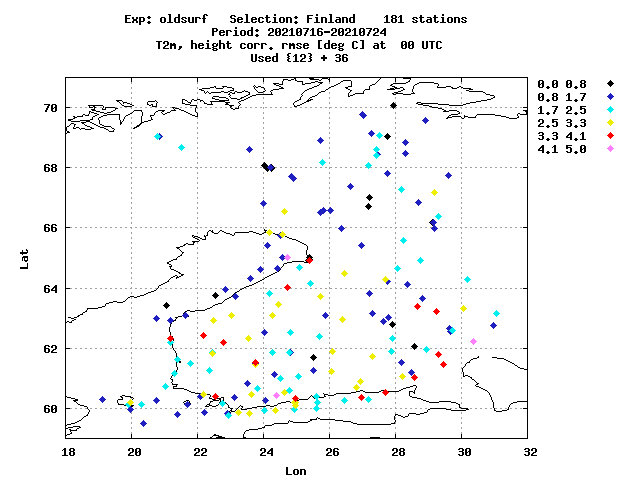 Exp: oldsurf   Selection: Finland    181 stations
Period: 20210716-20210724
T2m, height corr. rmse [deg C] at  00 UTC
Used {12} + 36
0.0 0.8
0.8 1.7
1.7 2.5
2.5 3.3
3.3 4.1
4.1 5.0
70
68
66
64
62
60
Lat
18 20 22 24 26 28 30 32
Lon